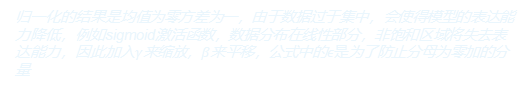 归一化的结果是均值为零方差为一，由于数据过于集中，会使得模型的表达能
力降低，例如sigmoid激活函数，数据分布在线性部分，非饱和区域将失去表
达能力，因此加入γ来缩放，β来平移，公式中的ε是为了防止分母为零加的分
量